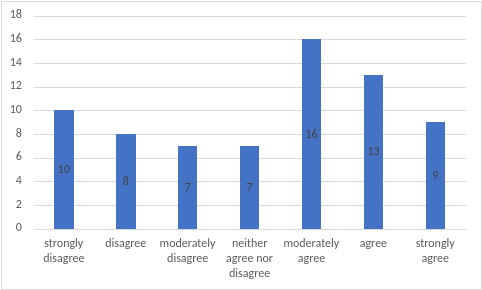 18
16
14
12
10
8
6
4
2
0
10
8
7
7
16
13
9
strongly disagree
disagree
moderately disagree
neither agree nor disagree
moderately agree
agree
strongly agree